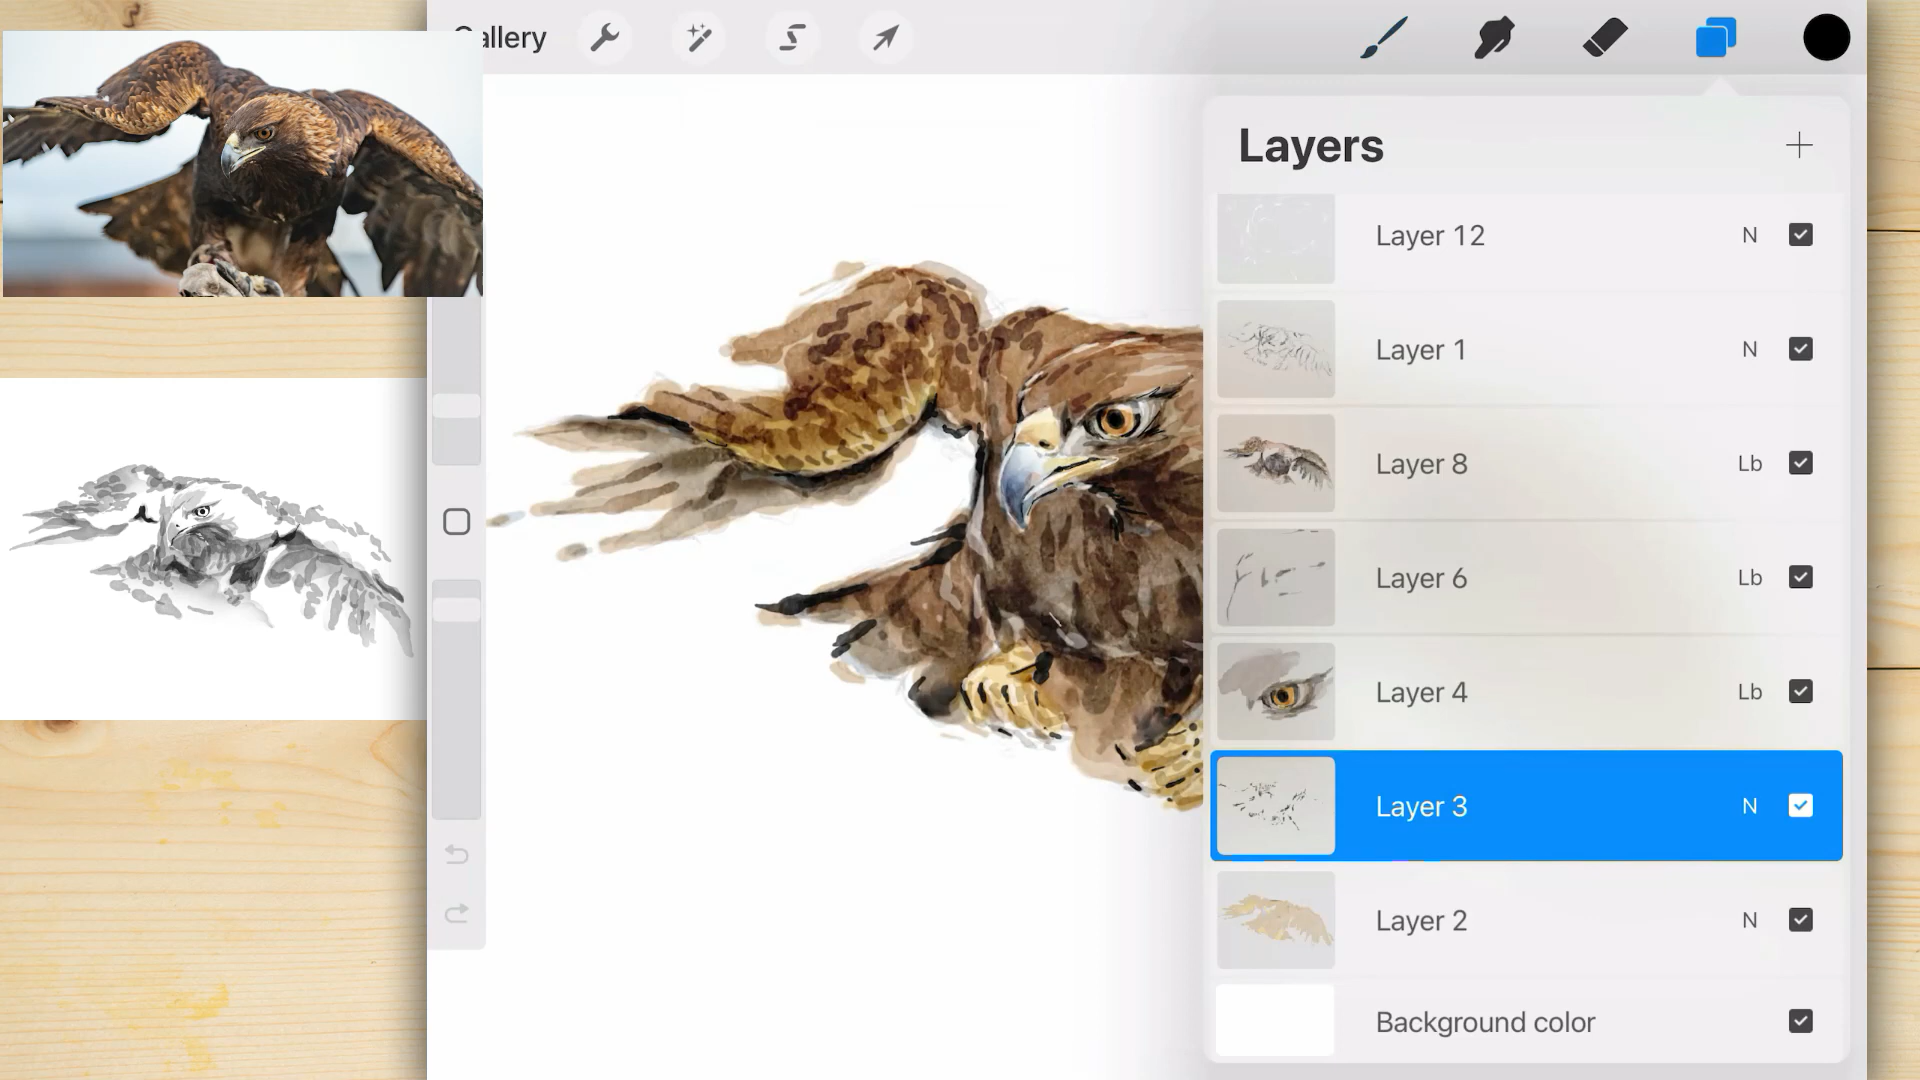 allery
Layers
Layer 12 N
Layer 1 N
Layer 8 Lb
Layer 6 Lb
Layer 4 Lb
Layer 3 N
Layer 2 N
Background color